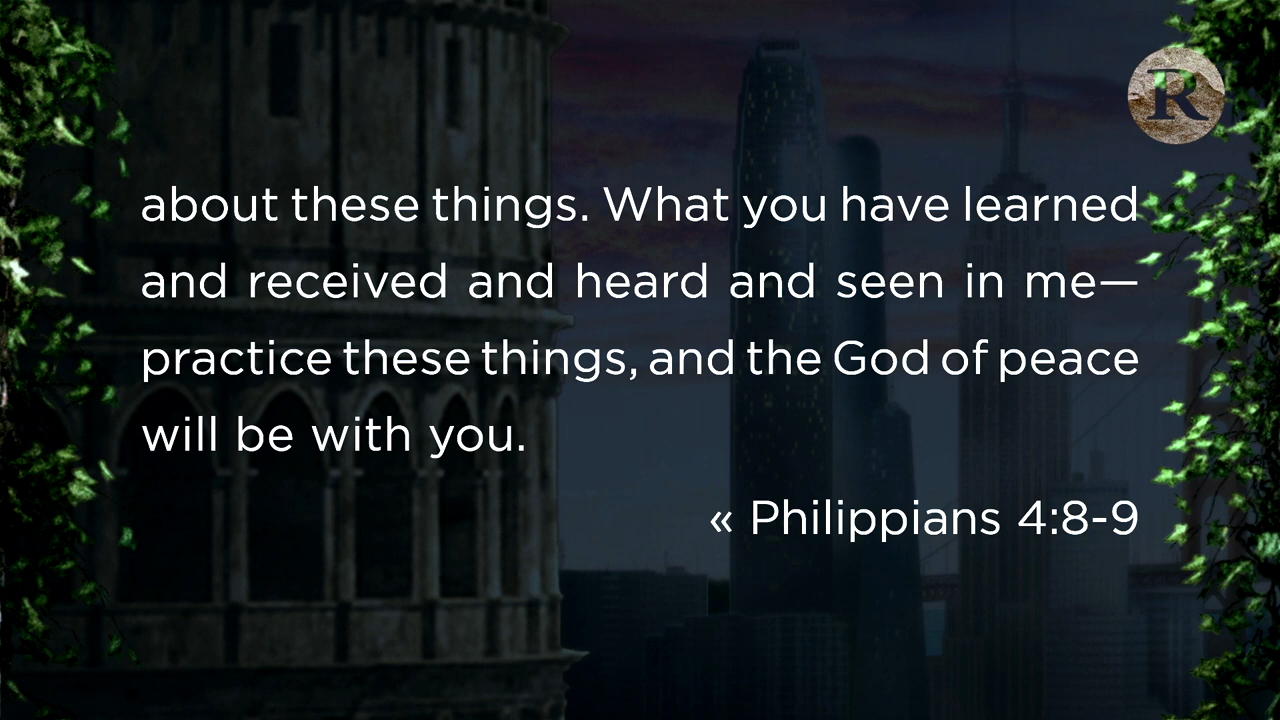 R
about these things. What you have learned
and received and heard and seen in me—
practice these things, and the God of peace
will be with you.
« Philippians 4:8-9